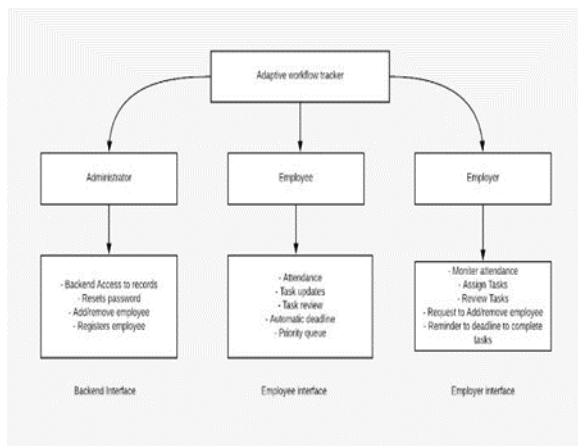 Adaptive workflow tracker
Administrator
Employee
Employer
- Backend Access to records
- Resets password
- Add/remove employee
- Registers employee
- Attendance
- Task updates
- Task review
- Automatic deadline
- Priority queue
- Moniter attendance
- Assign Tasks
- Review Tasks
- Request to Add/remove employee
- Reminder to deadline to complete
tasks
Backend Interface
Employee interface
Employer interface